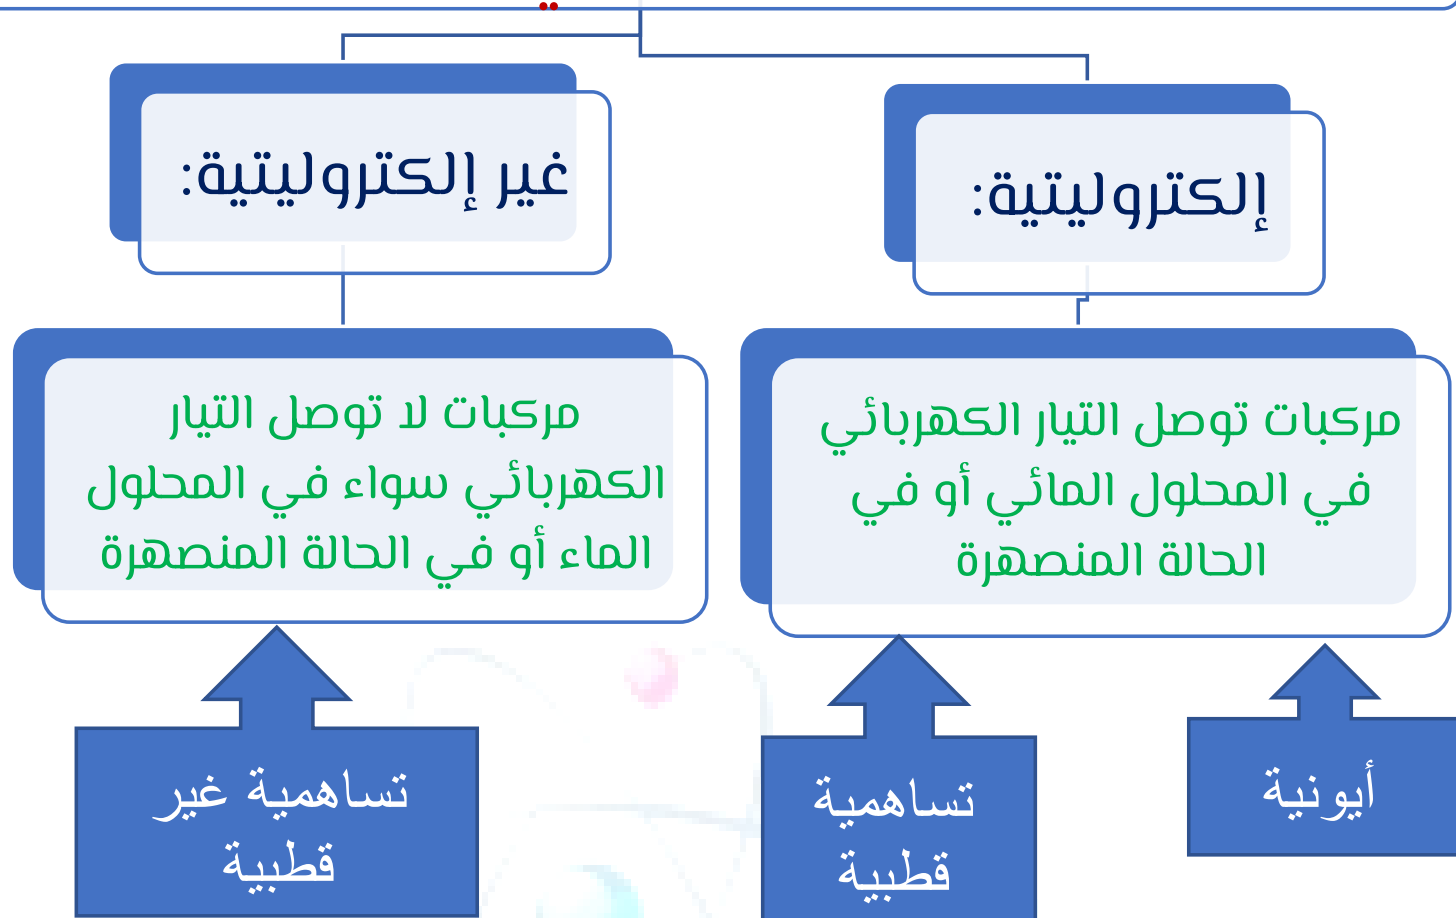 إلكتروليتية:
غير إلكتروليتية:
مركبات توصل التيار الكهربائي
في المحلول المائي أو في
الحالة المنصهرة
مركبات لا توصل التيار
الكهربائي سواء في المحلول
الماء أو في الحالة المنصهرة
أيونية
تساهمية
قطبية
تساهمية غير
قطبية